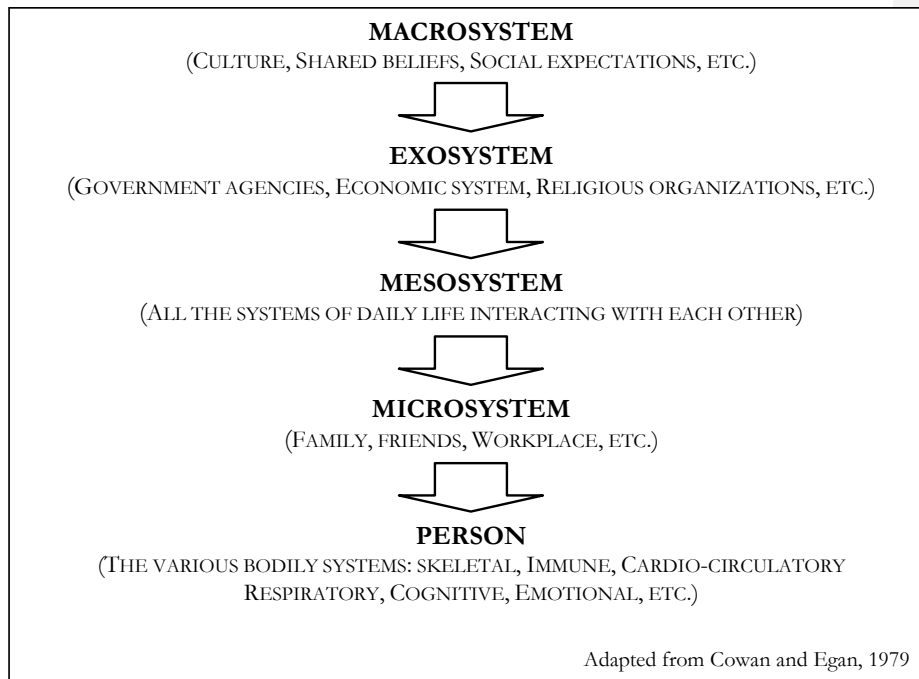 MACROSYSTEM
(CULTURE, SHARED BELIEFS, SOCIAL EXPECTATIONS, ETC.)
EXOSYSTEM
(GOVERNMENT AGENCIES, ECONOMIC SYSTEM, RELIGIOUS ORGANIZATIONS, ETC.)
MESOSYSTEM
(ALL THE SYSTEMS OF DAILY LIFE INTERACTING WITH EACH OTHER)
MICROSYSTEM
(FAMILY, FRIENDS, WORKPLACE, ETC.)
PERSON
(THE VARIOUS BODILY SYSTEMS: SKELETAL, IMMUNE, CARDIO-CIRCULATORY
RESPIRATORY, COGNITIVE, EMOTIONAL, ETC.)
Adapted from Cowan and Egan, 1979